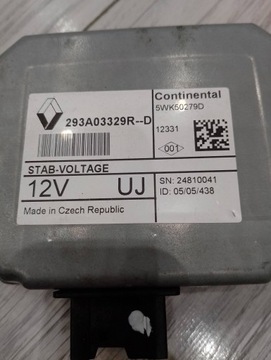 Continental
293A03329R--D
5WK50279D
12331
001
STAB-VOLTAGE
12V UJ
SN: 24810041
ID: 05/05/438
Made in Czech Republic